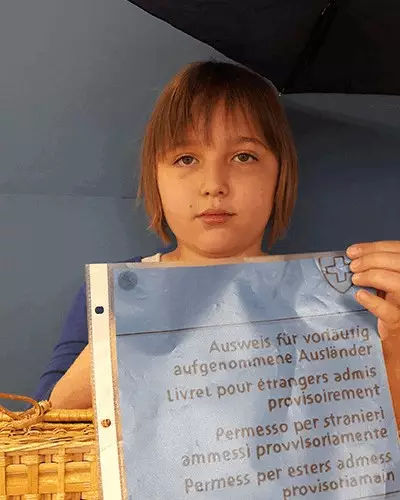 Ausweis für vorläufig
aufgenommene Ausländer
Livret pour étrangers admis
provisoirement
Permesso per stranieri
ammessi provvisoriamente
Permess per esters admess
provisoriamain